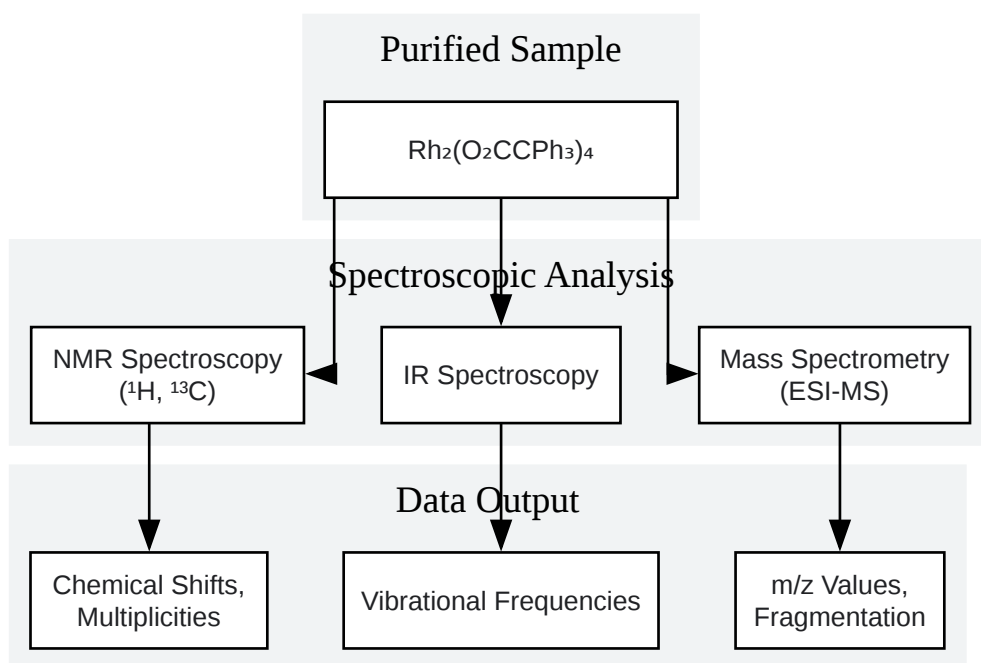 Purified Sample
Rh₂(O₂CCPh₃)₄
Spectroscopic Analysis
NMR Spectroscopy
(¹H, ¹³C)
IR Spectroscopy
Mass Spectrometry
(ESI-MS)
Data Output
Chemical Shifts,
Multiplicities
Vibrational Frequencies
m/z Values,
Fragmentation